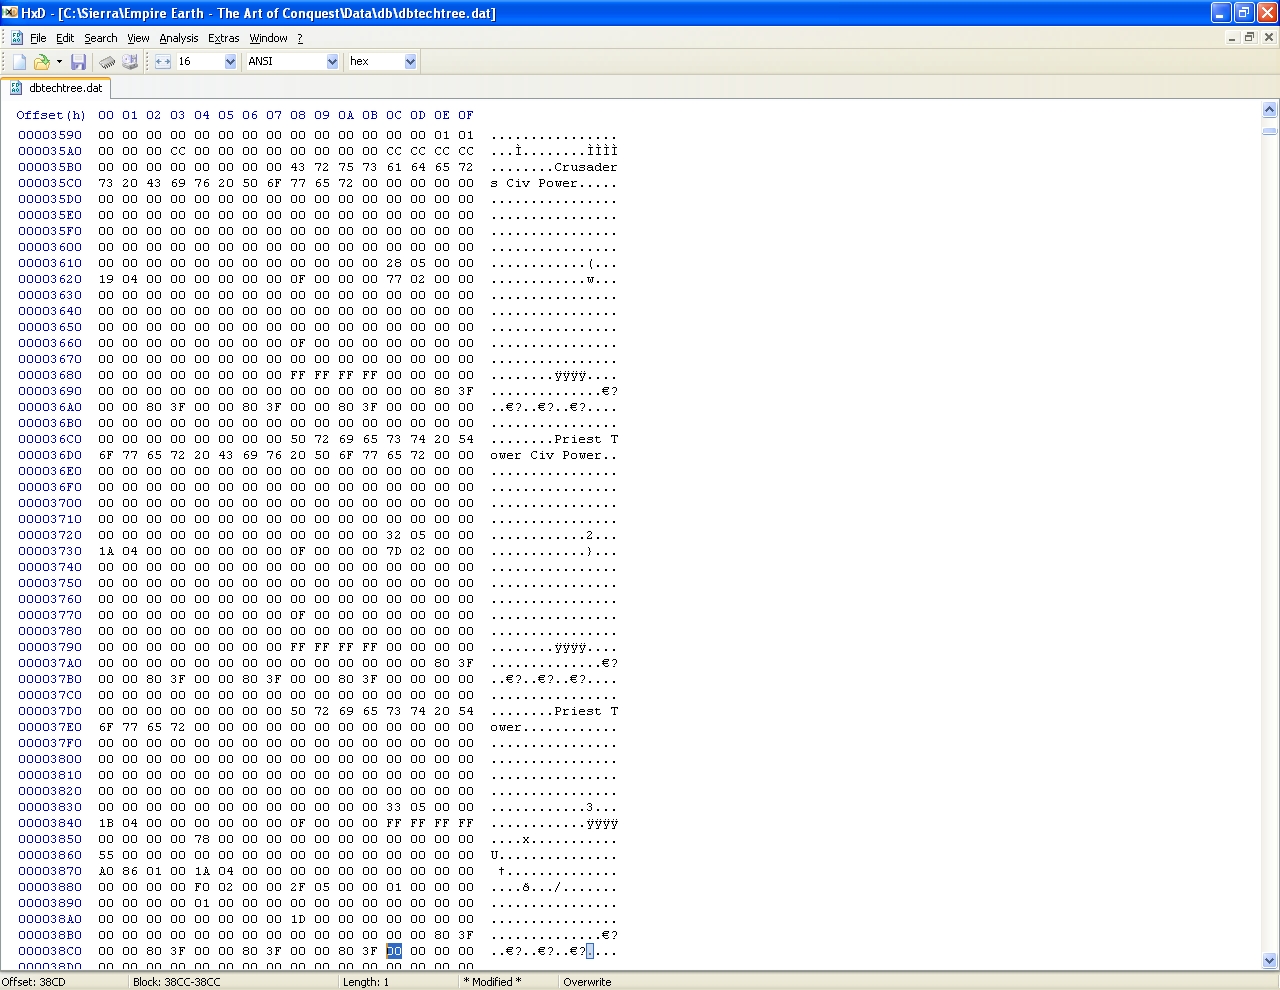 HxD - [C:\Sierra\Empire Earth - The Art of Conquest\Data\db\dbtechtree.dat]
File Edit Search View Analysis Extras Window ?
16 ANSI hex
dbtechtree.dat
Offset(h) 00 01 02 03 04 05 06 07 08 09 0A 0B 0C 0D 0E 0F
00003590 00 00 00 00 00 00 00 00 00 00 00 00 00 00 01 01 ................
000035A0 00 00 00 CC 00 00 00 00 00 00 00 00 CC CC CC CC ...Ì........ÌÌÌÌ
000035B0 00 00 00 00 00 00 00 00 43 72 75 73 61 64 65 72 ........Crusader
000035C0 73 20 43 69 76 20 50 6F 77 65 72 00 00 00 00 00 s Civ Power.....
000035D0 00 00 00 00 00 00 00 00 00 00 00 00 00 00 00 00 ................
000035E0 00 00 00 00 00 00 00 00 00 00 00 00 00 00 00 00 ................
000035F0 00 00 00 00 00 00 00 00 00 00 00 00 00 00 00 00 ................
00003600 00 00 00 00 00 00 00 00 00 00 00 00 00 00 00 00 ................
00003610 00 00 00 00 00 00 00 00 00 00 00 00 28 05 00 00 ............(...
00003620 19 04 00 00 00 00 00 00 0F 00 00 00 77 02 00 00 ............w...
00003630 00 00 00 00 00 00 00 00 00 00 00 00 00 00 00 00 ................
00003640 00 00 00 00 00 00 00 00 00 00 00 00 00 00 00 00 ................
00003650 00 00 00 00 00 00 00 00 00 00 00 00 00 00 00 00 ................
00003660 00 00 00 00 00 00 00 00 0F 00 00 00 00 00 00 00 ................
00003670 00 00 00 00 00 00 00 00 00 00 00 00 00 00 00 00 ................
00003680 00 00 00 00 00 00 00 00 FF FF FF FF 00 00 00 00 ........ÿÿÿÿ....
00003690 00 00 00 00 00 00 00 00 00 00 00 00 00 00 80 3F ..............€?
000036A0 00 00 80 3F 00 00 80 3F 00 00 80 3F 00 00 00 00 ..€?..€?..€?....
000036B0 00 00 00 00 00 00 00 00 00 00 00 00 00 00 00 00 ................
000036C0 00 00 00 00 00 00 00 00 50 72 69 65 73 74 20 54 ........Priest T
000036D0 6F 77 65 72 20 43 69 76 20 50 6F 77 65 72 00 00 ower Civ Power..
000036E0 00 00 00 00 00 00 00 00 00 00 00 00 00 00 00 00 ................
000036F0 00 00 00 00 00 00 00 00 00 00 00 00 00 00 00 00 ................
00003700 00 00 00 00 00 00 00 00 00 00 00 00 00 00 00 00 ................
00003710 00 00 00 00 00 00 00 00 00 00 00 00 00 00 00 00 ................
00003720 00 00 00 00 00 00 00 00 00 00 00 00 32 05 00 00 ............2...
00003730 1A 04 00 00 00 00 00 00 0F 00 00 00 7D 02 00 00 ............}...
00003740 00 00 00 00 00 00 00 00 00 00 00 00 00 00 00 00 ................
00003750 00 00 00 00 00 00 00 00 00 00 00 00 00 00 00 00 ................
00003760 00 00 00 00 00 00 00 00 00 00 00 00 00 00 00 00 ................
00003770 00 00 00 00 00 00 00 00 0F 00 00 00 00 00 00 00 ................
00003780 00 00 00 00 00 00 00 00 00 00 00 00 00 00 00 00 ................
00003790 00 00 00 00 00 00 00 00 FF FF FF FF 00 00 00 00 ........ÿÿÿÿ....
000037A0 00 00 00 00 00 00 00 00 00 00 00 00 00 00 80 3F ..............€?
000037B0 00 00 80 3F 00 00 80 3F 00 00 80 3F 00 00 00 00 ..€?..€?..€?....
000037C0 00 00 00 00 00 00 00 00 00 00 00 00 00 00 00 00 ................
000037D0 00 00 00 00 00 00 00 00 50 72 69 65 73 74 20 54 ........Priest T
000037E0 6F 77 65 72 00 00 00 00 00 00 00 00 00 00 00 00 ower............
000037F0 00 00 00 00 00 00 00 00 00 00 00 00 00 00 00 00 ................
00003800 00 00 00 00 00 00 00 00 00 00 00 00 00 00 00 00 ................
00003810 00 00 00 00 00 00 00 00 00 00 00 00 00 00 00 00 ................
00003820 00 00 00 00 00 00 00 00 00 00 00 00 00 00 00 00 ................
00003830 00 00 00 00 00 00 00 00 00 00 00 00 33 05 00 00 ............3...
00003840 1B 04 00 00 00 00 00 00 0F 00 00 00 FF FF FF FF ............ÿÿÿÿ
00003850 00 00 00 00 78 00 00 00 00 00 00 00 00 00 00 00 ....x...........
00003860 55 00 00 00 00 00 00 00 00 00 00 00 00 00 00 00 U...............
00003870 A0 86 01 00 1A 04 00 00 00 00 00 00 00 00 00 00  †..............
00003880 00 00 00 00 F0 02 00 00 2F 05 00 00 01 00 00 00 ....ð.../.......
00003890 00 00 00 00 01 00 00 00 00 00 00 00 00 00 00 00 ................
000038A0 00 00 00 00 00 00 00 00 1D 00 00 00 00 00 00 00 ................
000038B0 00 00 00 00 00 00 00 00 00 00 00 00 00 00 80 3F ..............€?
000038C0 00 00 80 3F 00 00 80 3F 00 00 80 3F 00 00 00 00 ..€?..€?..€?....
000038D0 00 00 00 00 00 00 00 00 00 00 00 00 00 00 00 00 ................
Offset: 38CD Block: 38CC-38CC Length: 1 * Modified * Overwrite